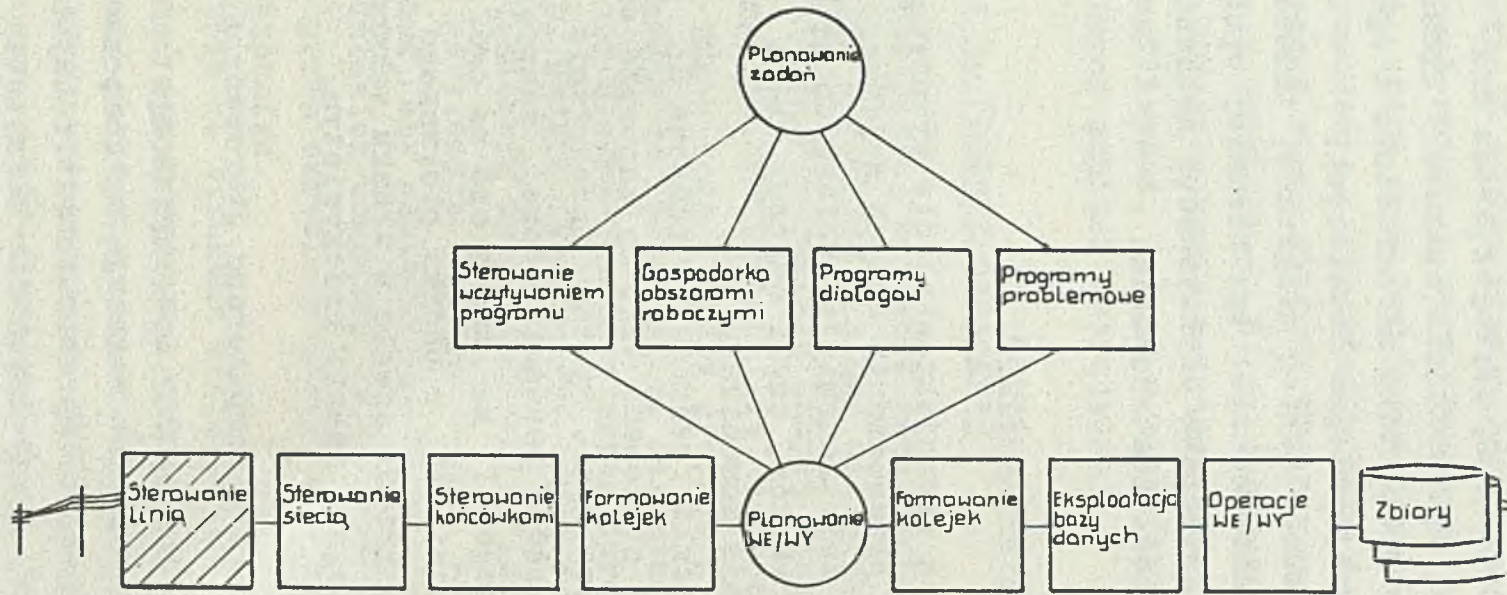 Planowanie
zadań
Sterowanie
wczytywaniem
programu
Gospodarka
obszarami
roboczymi
Programy
dialogów
Programy
problemowe
Sterowanie
linią
Sterowanie
siecią
Sterowanie
końcówkami
Formowanie
kolejek
Planowanie
WE/WY
Formowanie
kolejek
Eksploatacja
bazy
danych
Operacje
WE/WY
Zbiory